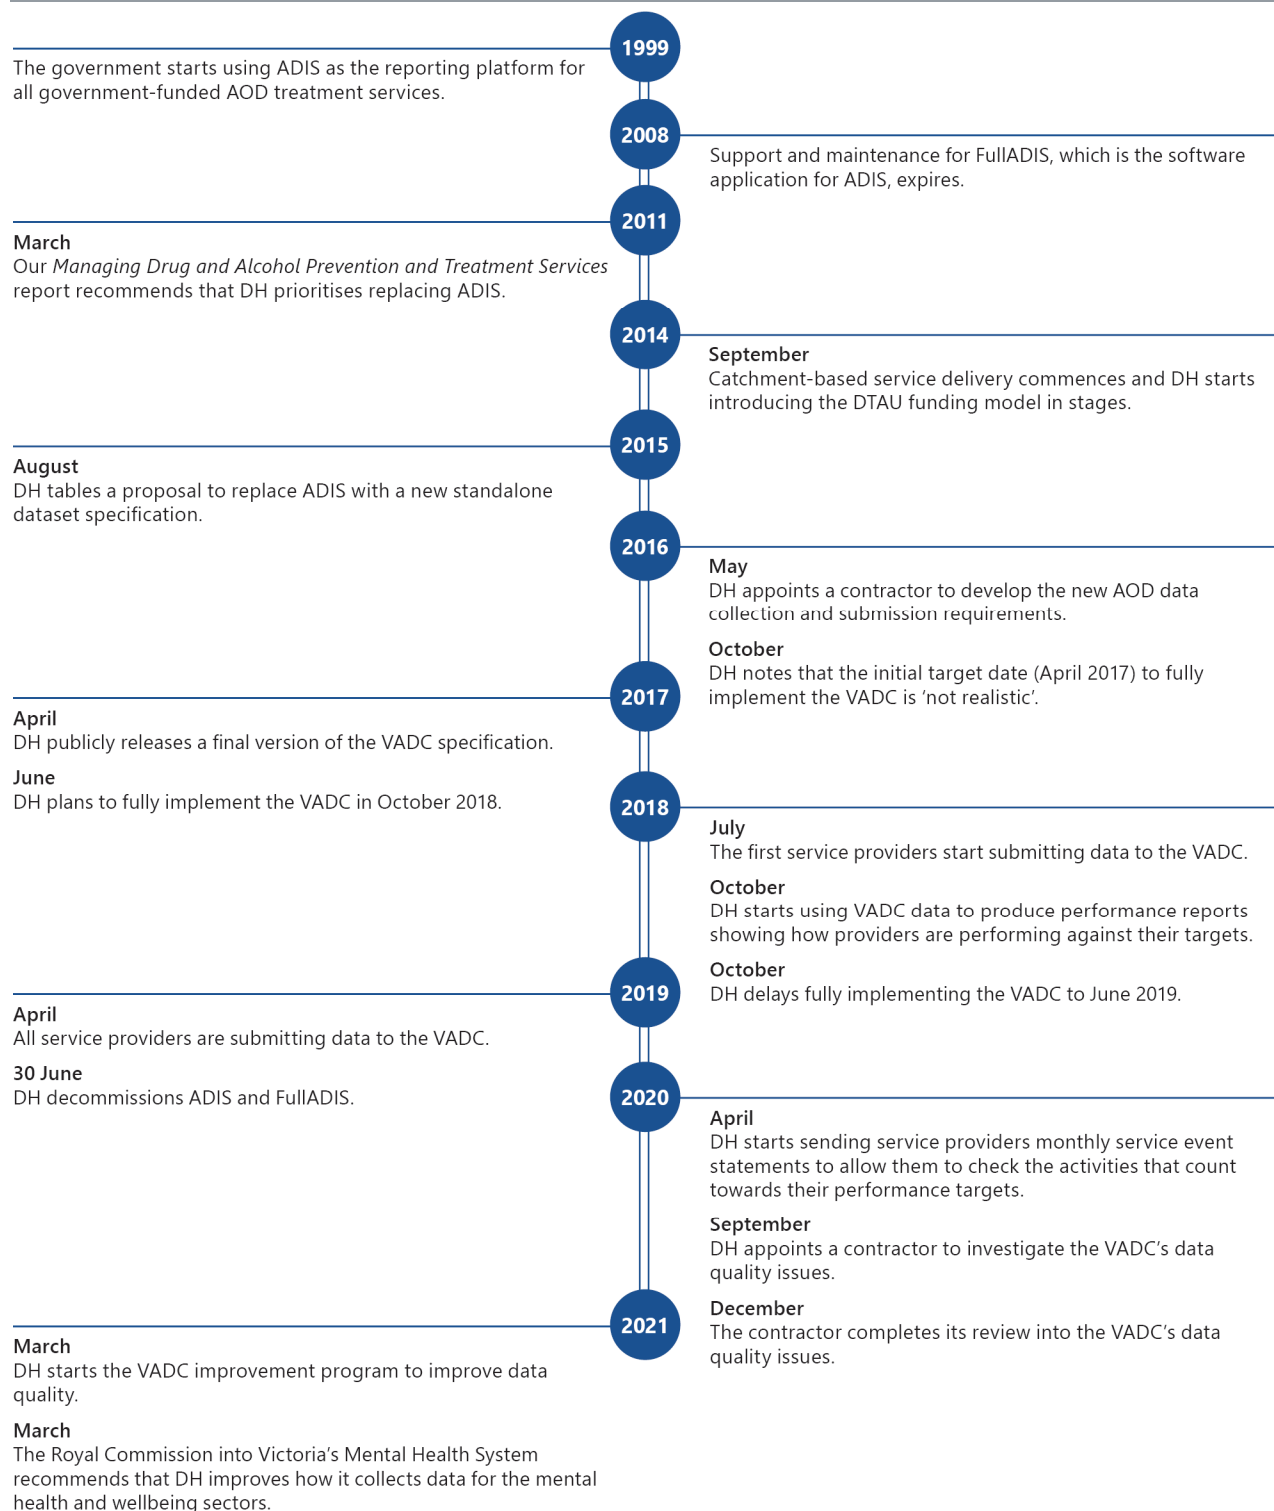 1999
The government starts using ADIS as the reporting platform for
all government-funded AOD treatment services.
2008
Support and maintenance for FullADIS, which is the software
application for ADIS, expires.
2011
March
Our Managing Drug and Alcohol Prevention and Treatment Services
report recommends that DH prioritises replacing ADIS.
2014
September
Catchment-based service delivery commences and DH starts
introducing the DTAU funding model in stages.
2015
August
DH tables a proposal to replace ADIS with a new standalone
dataset specification.
2016
May
DH appoints a contractor to develop the new AOD data
collection and submission requirements.
October
DH notes that the initial target date (April 2017) to fully
implement the VADC is ‘not realistic’.
2017
April
DH publicly releases a final version of the VADC specification.
June
DH plans to fully implement the VADC in October 2018.
2018
July
The first service providers start submitting data to the VADC.
October
DH starts using VADC data to produce performance reports
showing how providers are performing against their targets.
October
DH delays fully implementing the VADC to June 2019.
2019
April
All service providers are submitting data to the VADC.
30 June
DH decommissions ADIS and FullADIS.
2020
April
DH starts sending service providers monthly service event
statements to allow them to check the activities that count
towards their performance targets.
September
DH appoints a contractor to investigate the VADC’s data
quality issues.
December
The contractor completes its review into the VADC’s data
quality issues.
2021
March
DH starts the VADC improvement program to improve data
quality.
March
The Royal Commission into Victoria’s Mental Health System
recommends that DH improves how it collects data for the mental
health and wellbeing sectors.